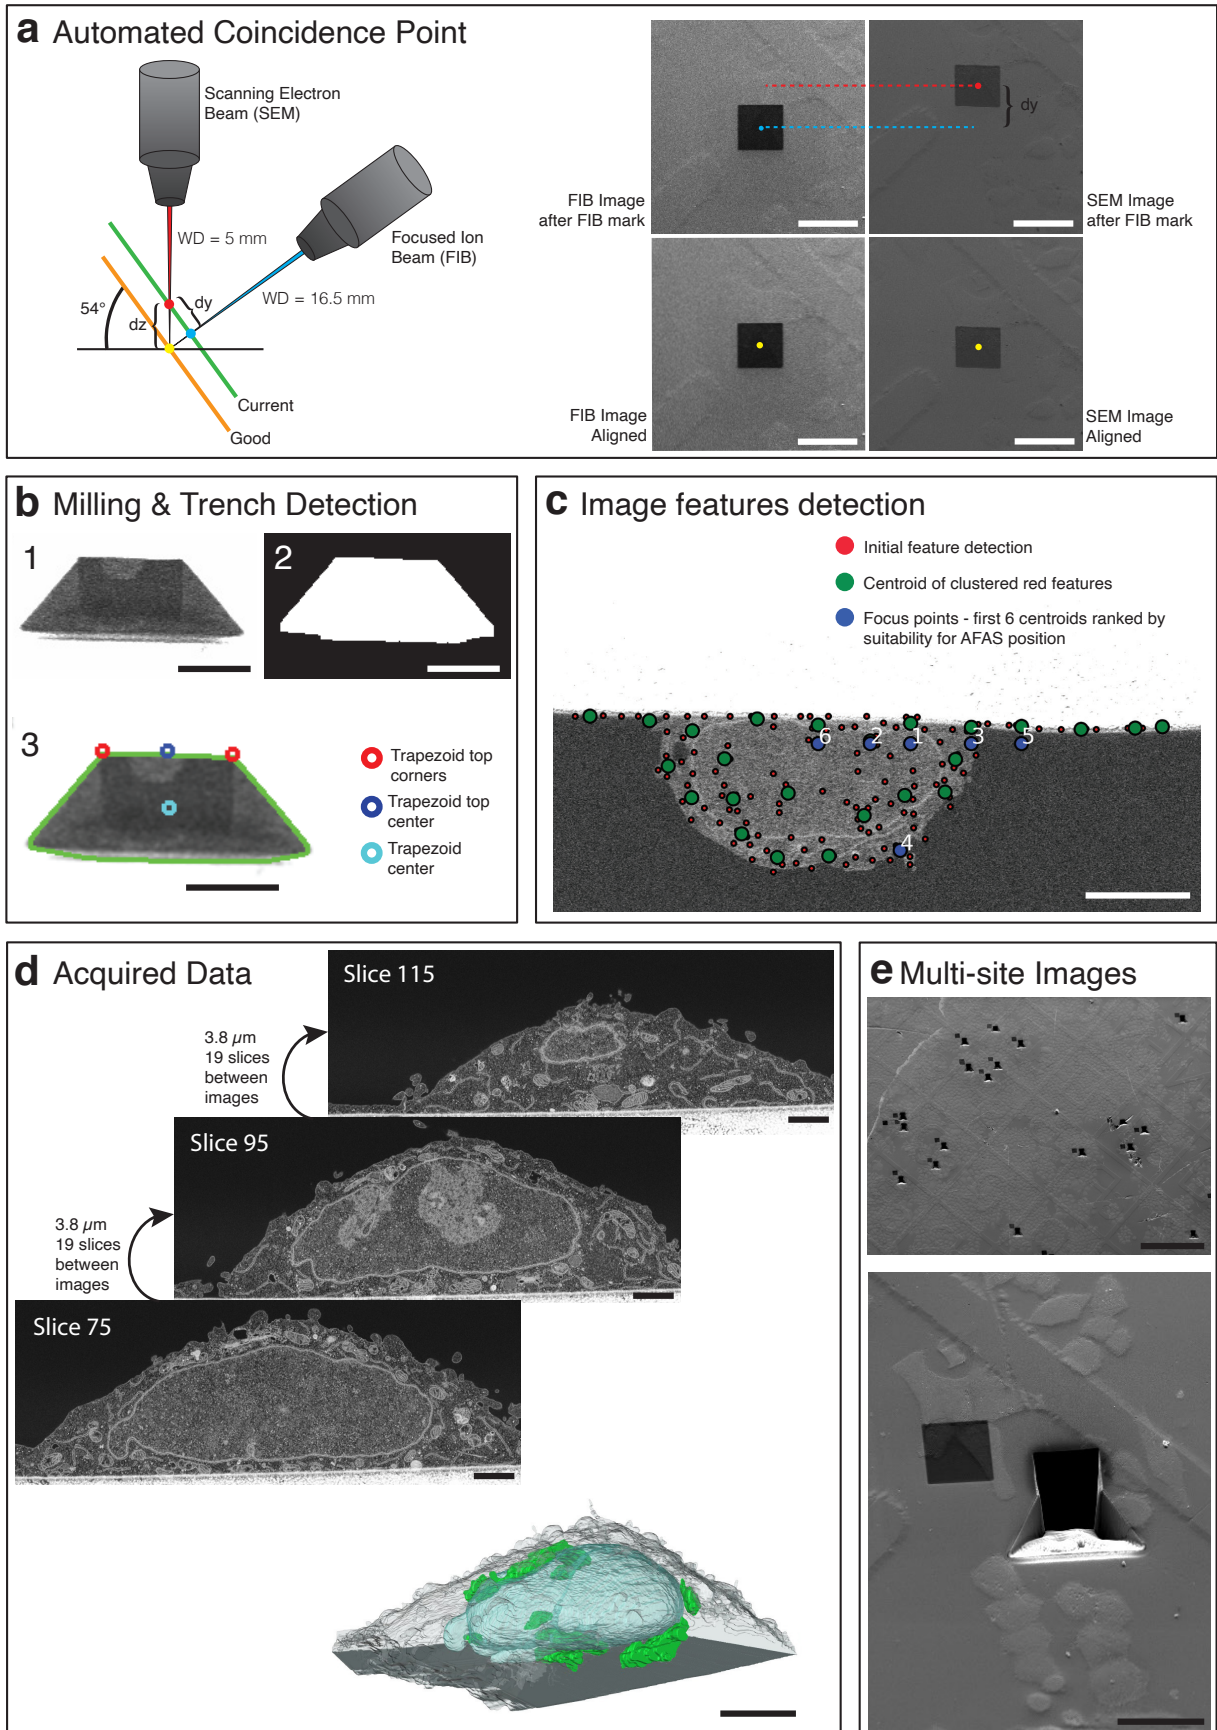 a Automated Coincidence Point
Scanning Electron
Beam (SEM)
WD = 5 mm
Focused Ion
Beam (FIB)
WD = 16.5 mm
54°
dz
dy
Current
Good
dy
FIB Image
after FIB mark
SEM Image
after FIB mark
FIB Image
Aligned
SEM Image
Aligned
b Milling & Trench Detection
1
2
3
Trapezoid top
corners
Trapezoid top
center
Trapezoid
center
c Image features detection
Initial feature detection
Centroid of clustered red features
Focus points - first 6 centroids ranked by
suitability for AFAS position
6 2 1 3 5
4
d Acquired Data
Slice 115
3.8 µm
19 slices
between
images
Slice 95
3.8 µm
19 slices
between
images
Slice 75
e Multi-site Images